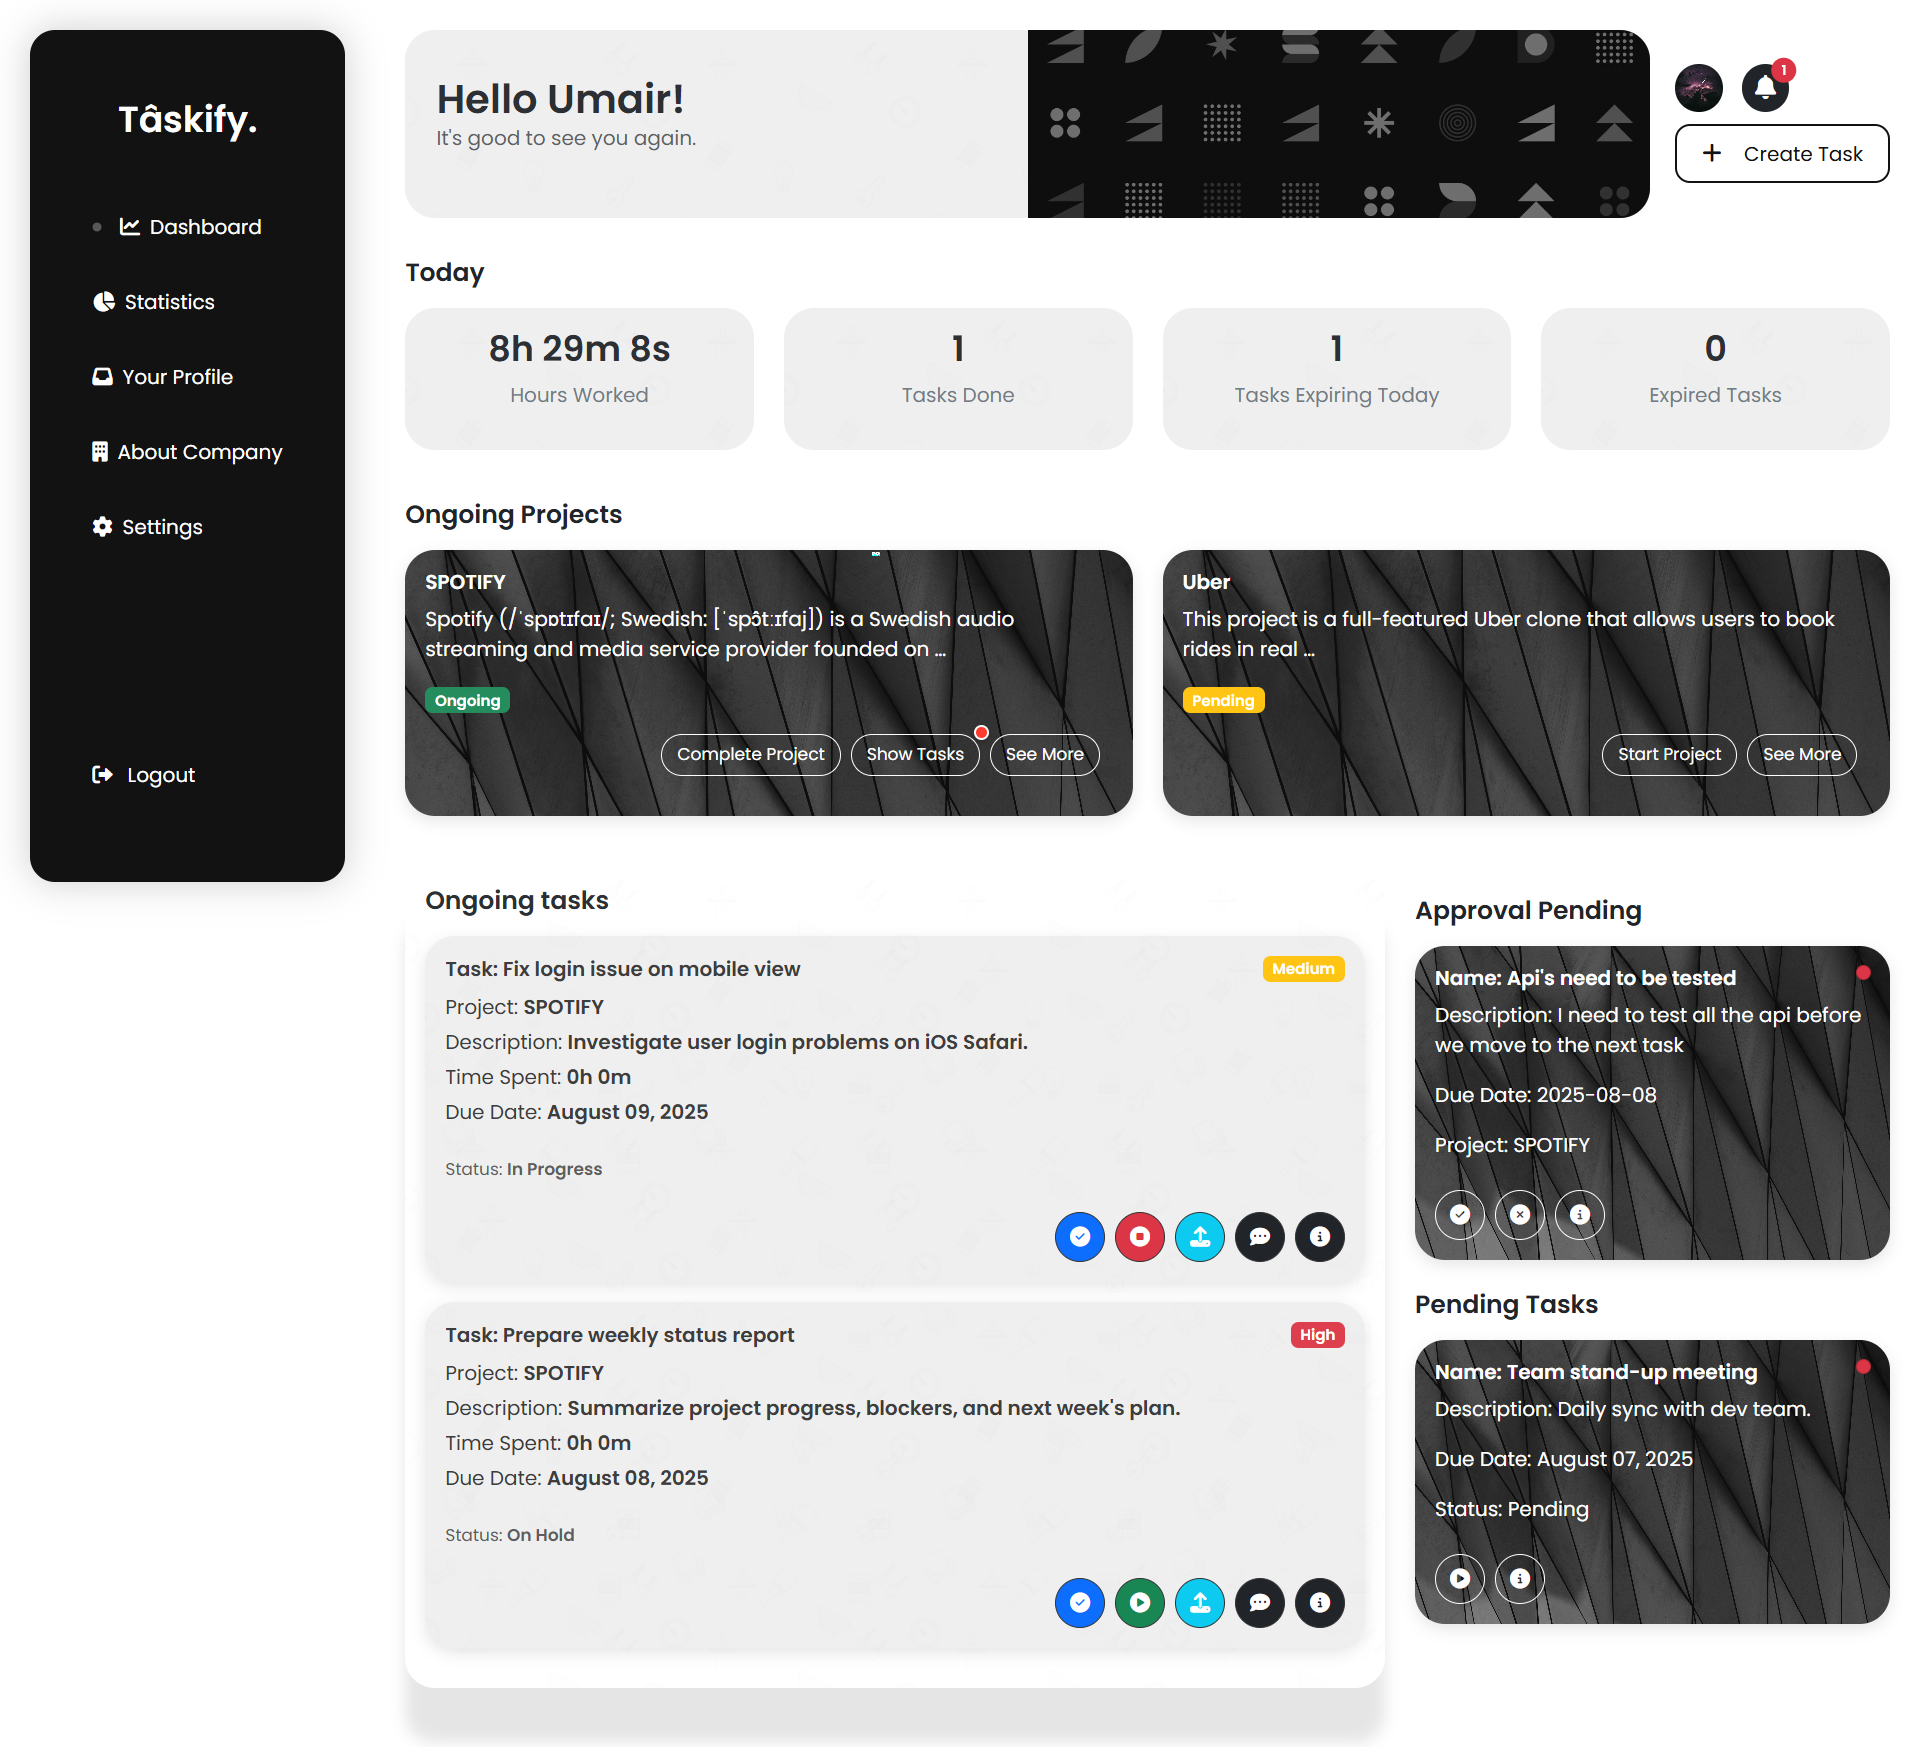 Tâskify.
Dashboard
Statistics
Your Profile
About Company
Settings
Logout
Hello Umair!
It's good to see you again.
1
Create Task
Today
8h 29m 8s
Hours Worked
1
Tasks Done
1
Tasks Expiring Today
0
Expired Tasks
Ongoing Projects
SPOTIFY
Spotify (/ˈspɒtɪfaɪ/; Swedish: [ˈspɔ̂tːɪfaj]) is a Swedish audio
streaming and media service provider founded on ...
Ongoing
Complete Project
Show Tasks
See More
Uber
This project is a full-featured Uber clone that allows users to book
rides in real ...
Pending
Start Project
See More
Ongoing tasks
Task: Fix login issue on mobile view
Medium
Project: SPOTIFY
Description: Investigate user login problems on iOS Safari.
Time Spent: 0h 0m
Due Date: August 09, 2025
Status: In Progress
Task: Prepare weekly status report
High
Project: SPOTIFY
Description: Summarize project progress, blockers, and next week's plan.
Time Spent: 0h 0m
Due Date: August 08, 2025
Status: On Hold
Approval Pending
Name: Api's need to be tested
Description: I need to test all the api before
we move to the next task
Due Date: 2025-08-08
Project: SPOTIFY
Pending Tasks
Name: Team stand-up meeting
Description: Daily sync with dev team.
Due Date: August 07, 2025
Status: Pending